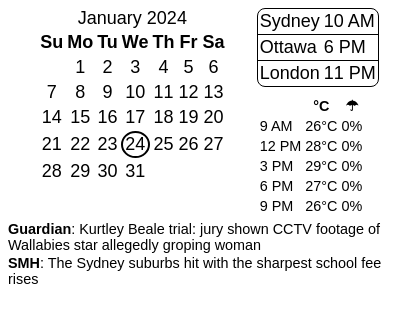 January 2024
Su Mo Tu We Th Fr Sa
1 2 3 4 5 6
7 8 9 10 11 12 13
14 15 16 17 18 19 20
21 22 23 24 25 26 27
28 29 30 31
Sydney 10 AM
Ottawa 6 PM
London 11 PM
°C ☂
9 AM 26°C 0%
12 PM 28°C 0%
3 PM 29°C 0%
6 PM 27°C 0%
9 PM 26°C 0%
Guardian: Kurtley Beale trial: jury shown CCTV footage of
Wallabies star allegedly groping woman
SMH: The Sydney suburbs hit with the sharpest school fee
rises